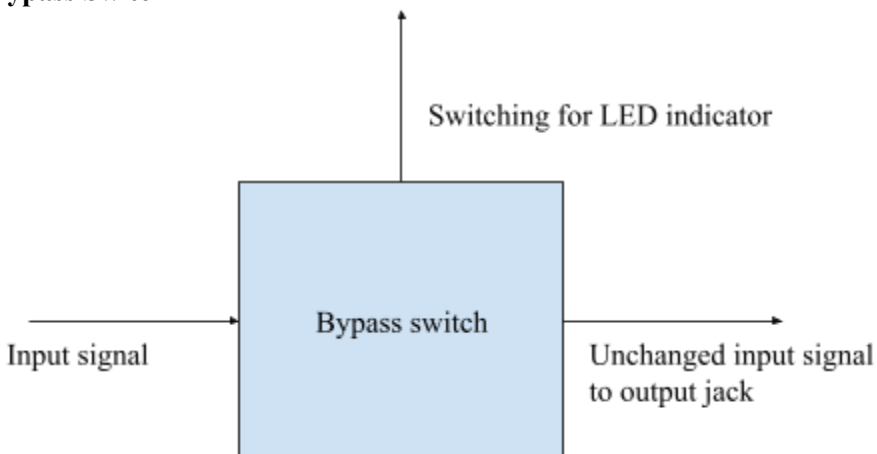 Switching for LED indicator
Bypass switch
Input signal
Unchanged input signal
to output jack